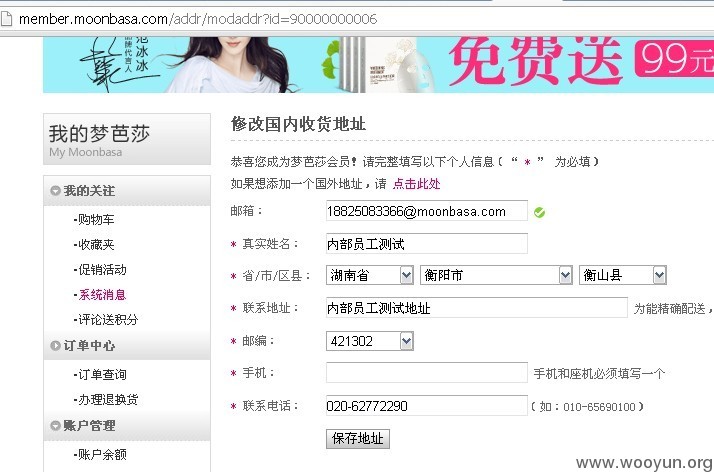 member.moonbasa.com/addr/modaddr?id=90000000006
范冰冰
品牌代言人
免费送 99元
我的梦芭莎
My Moonbasa
我的关注
-购物车
-收藏夹
-促销活动
-系统消息
-评论送积分
订单中心
-订单查询
-办理退换货
账户管理
-账户余额
修改国内收货地址
恭喜您成为梦芭莎会员！请完整填写以下个人信息（“ * ” 为必填）
如果想添加一个国外地址，请 点击此处
邮箱： 18825083366@moonbasa.com
* 真实姓名： 内部员工测试
* 省/市/区县： 湖南省 衡阳市 衡山县
* 联系地址： 内部员工测试地址 为能精确配送，
* 邮编： 421302
* 手机： 手机和座机必须填写一个
* 联系电话： 020-62772290 （如：010-65690100）
保存地址
www.wooyun.org